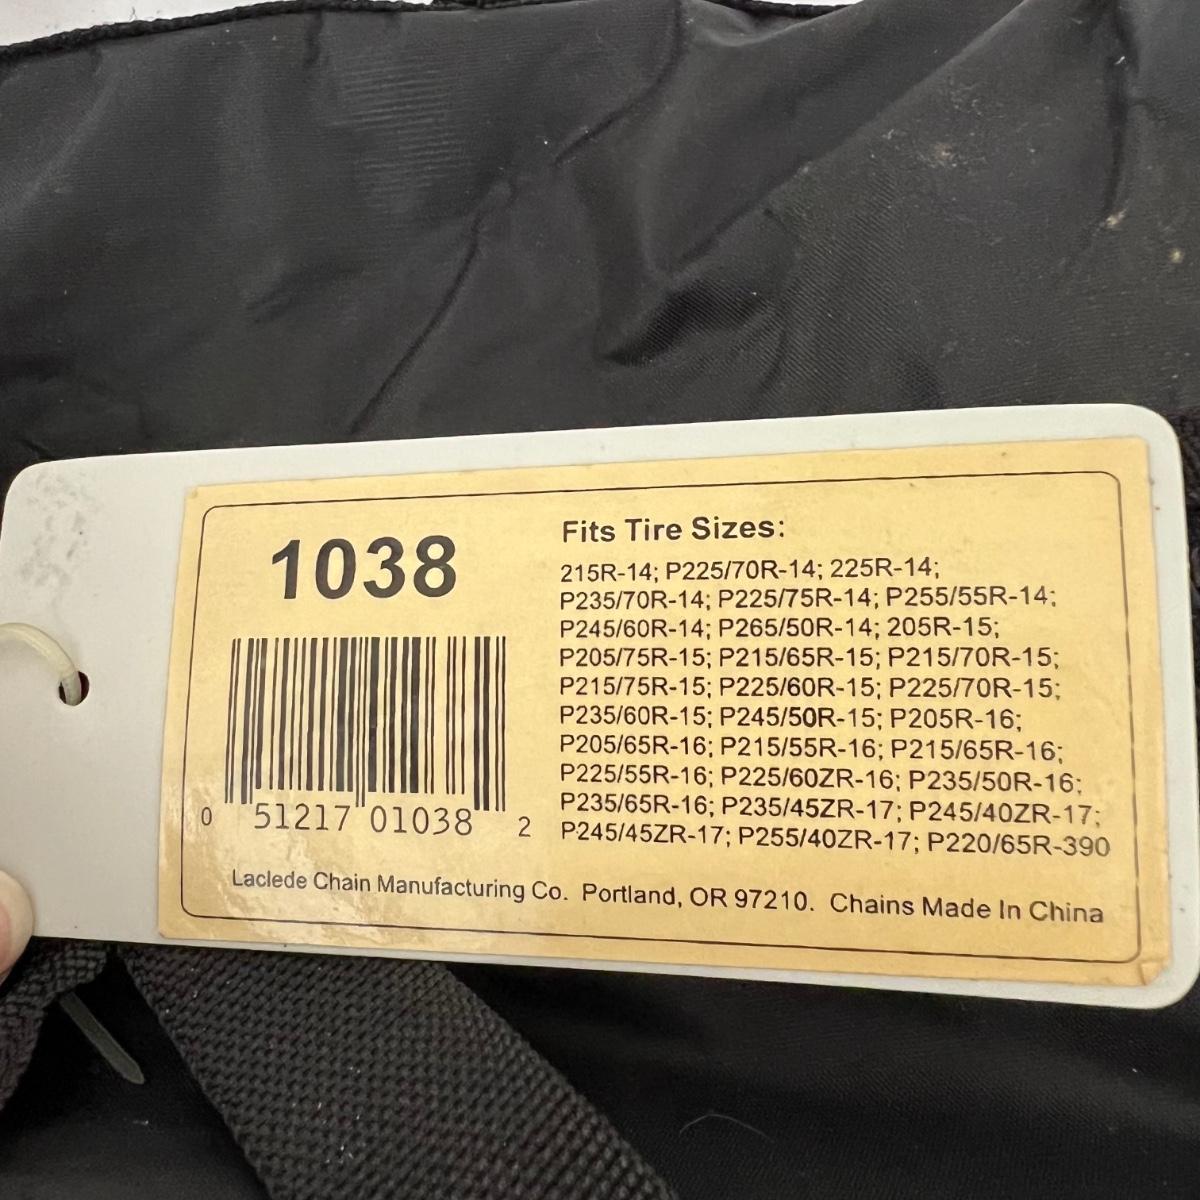 1038
0 51217 01038 2
Fits Tire Sizes:
215R-14; P225/70R-14; 225R-14;
P235/70R-14; P225/75R-14; P255/55R-14;
P245/60R-14; P265/50R-14; 205R-15;
P205/75R-15; P215/65R-15; P215/70R-15;
P215/75R-15; P225/60R-15; P225/70R-15;
P235/60R-15; P245/50R-15; P205R-16;
P205/65R-16; P215/55R-16; P215/65R-16;
P225/55R-16; P225/60ZR-16; P235/50R-16;
P235/65R-16; P235/45ZR-17; P245/40ZR-17;
P245/45ZR-17; P255/40ZR-17; P220/65R-390
Laclede Chain Manufacturing Co. Portland, OR 97210. Chains Made In China